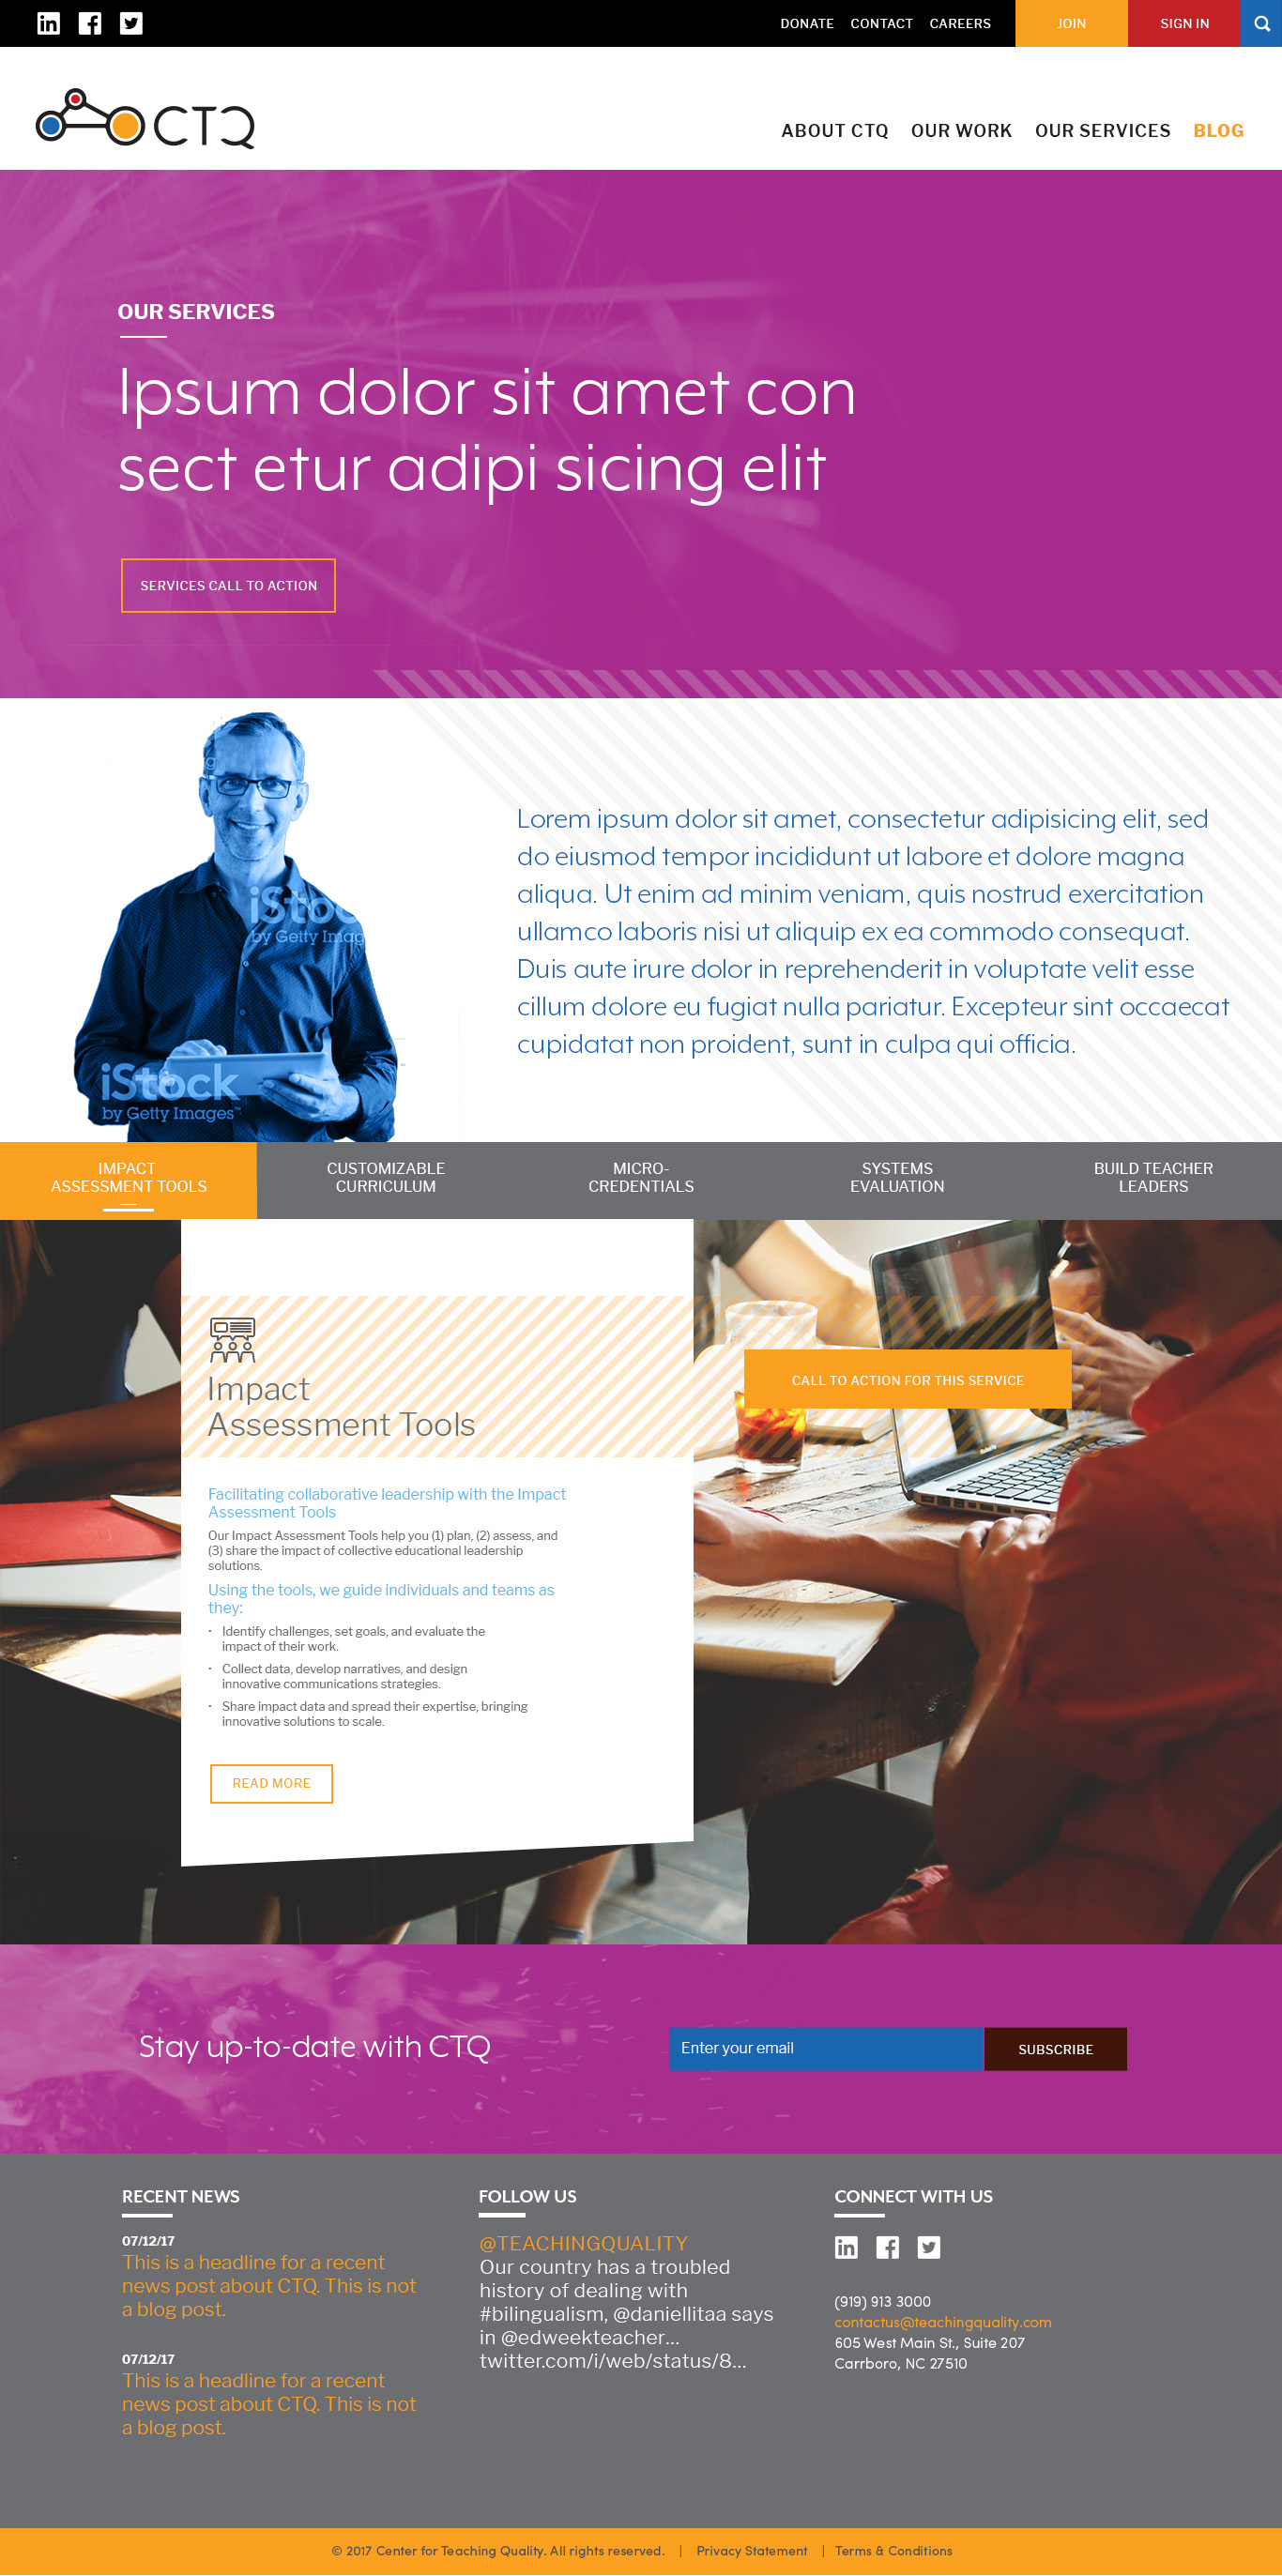 DONATE CONTACT CAREERS JOIN SIGN IN
CTQ
ABOUT CTQ OUR WORK OUR SERVICES BLOG
OUR SERVICES
Ipsum dolor sit amet con
sect etur adipi sicing elit
SERVICES CALL TO ACTION
iStock
by Getty Images
iStock
by Getty Images™
Lorem ipsum dolor sit amet, consectetur adipisicing elit, sed
do eiusmod tempor incididunt ut labore et dolore magna
aliqua. Ut enim ad minim veniam, quis nostrud exercitation
ullamco laboris nisi ut aliquip ex ea commodo consequat.
Duis aute irure dolor in reprehenderit in voluptate velit esse
cillum dolore eu fugiat nulla pariatur. Excepteur sint occaecat
cupidatat non proident, sunt in culpa qui officia.
IMPACT
ASSESSMENT TOOLS
CUSTOMIZABLE
CURRICULUM
MICRO-
CREDENTIALS
SYSTEMS
EVALUATION
BUILD TEACHER
LEADERS
Impact
Assessment Tools
CALL TO ACTION FOR THIS SERVICE
Facilitating collaborative leadership with the Impact
Assessment Tools
Our Impact Assessment Tools help you (1) plan, (2) assess, and
(3) share the impact of collective educational leadership
solutions.
Using the tools, we guide individuals and teams as
they:
• Identify challenges, set goals, and evaluate the
impact of their work.
• Collect data, develop narratives, and design
innovative communications strategies.
• Share impact data and spread their expertise, bringing
innovative solutions to scale.
READ MORE
Stay up-to-date with CTQ
Enter your email
SUBSCRIBE
RECENT NEWS
07/12/17
This is a headline for a recent
news post about CTQ. This is not
a blog post.
07/12/17
This is a headline for a recent
news post about CTQ. This is not
a blog post.
FOLLOW US
@TEACHINGQUALITY
Our country has a troubled
history of dealing with
#bilingualism, @daniellitaa says
in @edweekteacher...
twitter.com/i/web/status/8...
CONNECT WITH US
(919) 913 3000
contactus@teachingquality.com
605 West Main St., Suite 207
Carrboro, NC 27510
© 2017 Center for Teaching Quality. All rights reserved. | Privacy Statement | Terms & Conditions